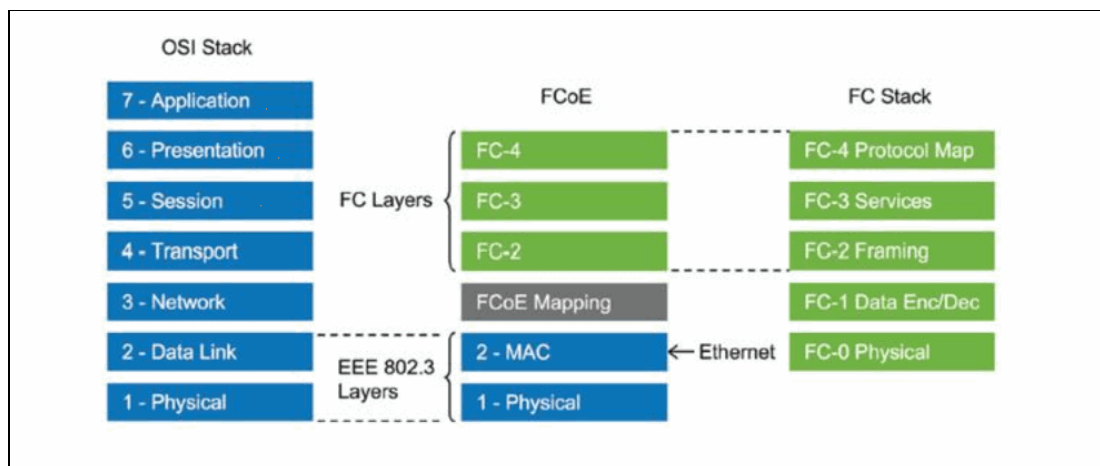 OSI Stack
7 - Application
6 - Presentation
5 - Session
4 - Transport
3 - Network
2 - Data Link
1 - Physical
FC Layers
EEE 802.3
Layers
FCoE
FC-4
FC-3
FC-2
FCoE Mapping
2 - MAC
1 - Physical
Ethernet
FC Stack
FC-4 Protocol Map
FC-3 Services
FC-2 Framing
FC-1 Data Enc/Dec
FC-0 Physical